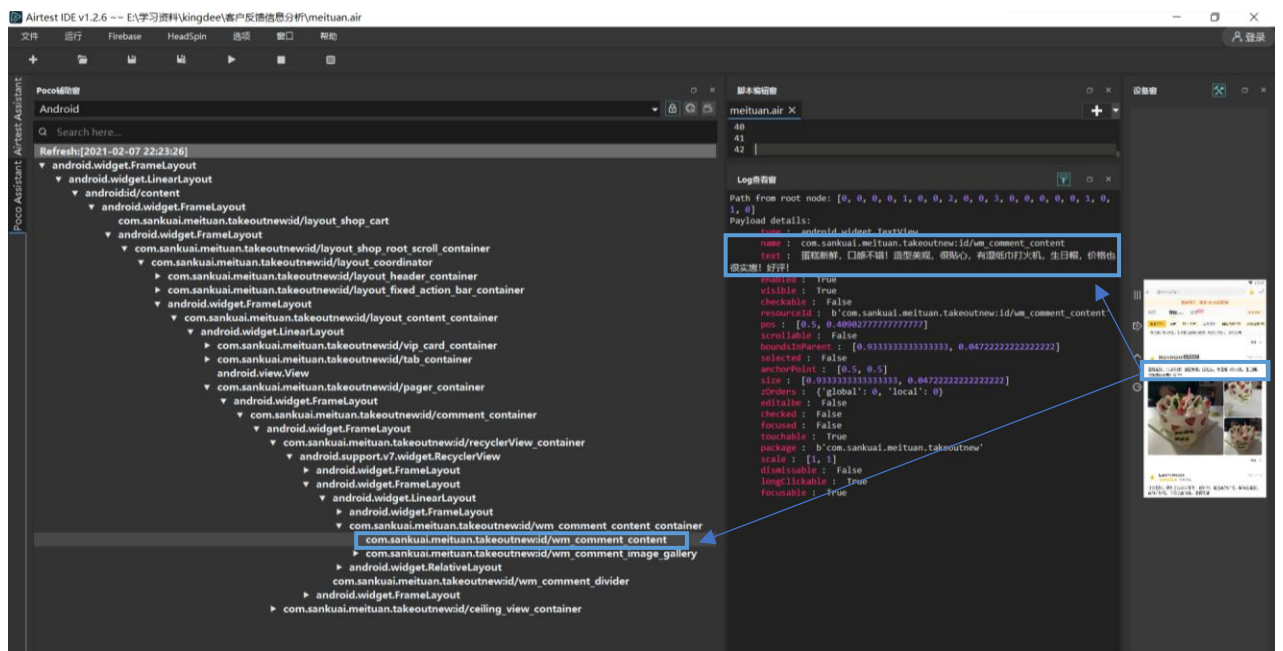 Airtest IDE v1.2.6 ~~ E:\学习资料\kingdee\客户反馈信息分析\meituan.air
文件 运行 Firebase HeadSpin 选项 窗口 帮助
登录
Airtest Assistant
Poco Assistant
Poco辅助窗
Android
Search here...
Refresh:[2021-02-07 22:23:26]
android.widget.FrameLayout
android.widget.LinearLayout
android:id/content
android.widget.FrameLayout
com.sankuai.meituan.takeoutnew:id/layout_shop_cart
android.widget.FrameLayout
com.sankuai.meituan.takeoutnew:id/layout_shop_root_scroll_container
com.sankuai.meituan.takeoutnew:id/layout_coordinator
com.sankuai.meituan.takeoutnew:id/layout_header_container
com.sankuai.meituan.takeoutnew:id/layout_fixed_action_bar_container
android.widget.FrameLayout
com.sankuai.meituan.takeoutnew:id/layout_content_container
android.widget.LinearLayout
com.sankuai.meituan.takeoutnew:id/vip_card_container
com.sankuai.meituan.takeoutnew:id/tab_container
android.view.View
com.sankuai.meituan.takeoutnew:id/pager_container
android.widget.FrameLayout
com.sankuai.meituan.takeoutnew:id/comment_container
android.widget.FrameLayout
com.sankuai.meituan.takeoutnew:id/recyclerView_container
android.support.v7.widget.RecyclerView
android.widget.FrameLayout
android.widget.FrameLayout
android.widget.LinearLayout
android.widget.FrameLayout
com.sankuai.meituan.takeoutnew:id/wm_comment_content_container
com.sankuai.meituan.takeoutnew:id/wm_comment_content
com.sankuai.meituan.takeoutnew:id/wm_comment_image_gallery
android.widget.RelativeLayout
com.sankuai.meituan.takeoutnew:id/wm_comment_divider
android.widget.FrameLayout
com.sankuai.meituan.takeoutnew:id/ceiling_view_container
脚本编辑窗
meituan.air
40
41
42
Log查看窗
Path from root node: [0, 0, 0, 0, 1, 0, 0, 2, 0, 0, 3, 0, 0, 0, 0, 0, 1, 0,
1, 0]
Payload details:
type : android.widget.TextView
name : com.sankuai.meituan.takeoutnew:id/wm_comment_content
text : 蛋糕新鲜，口感不错！造型美观，很贴心，有湿纸巾打火机，生日帽，价格也
很实施！好评！
enabled : True
visible : True
checkable : False
resourceId : b'com.sankuai.meituan.takeoutnew:id/wm_comment_content'
pos : [0.5, 0.40902777777777777]
scrollable : False
boundsInParent : [0.9333333333333333, 0.04722222222222222]
selected : False
anchorPoint : [0.5, 0.5]
size : [0.9333333333333333, 0.04722222222222222]
zOrders : {'global': 0, 'local': 0}
editalbe : False
checked : False
focused : False
touchable : True
package : b'com.sankuai.meituan.takeoutnew'
scale : [1, 1]
dismissable : False
longClickable : True
focusable : True
设备窗